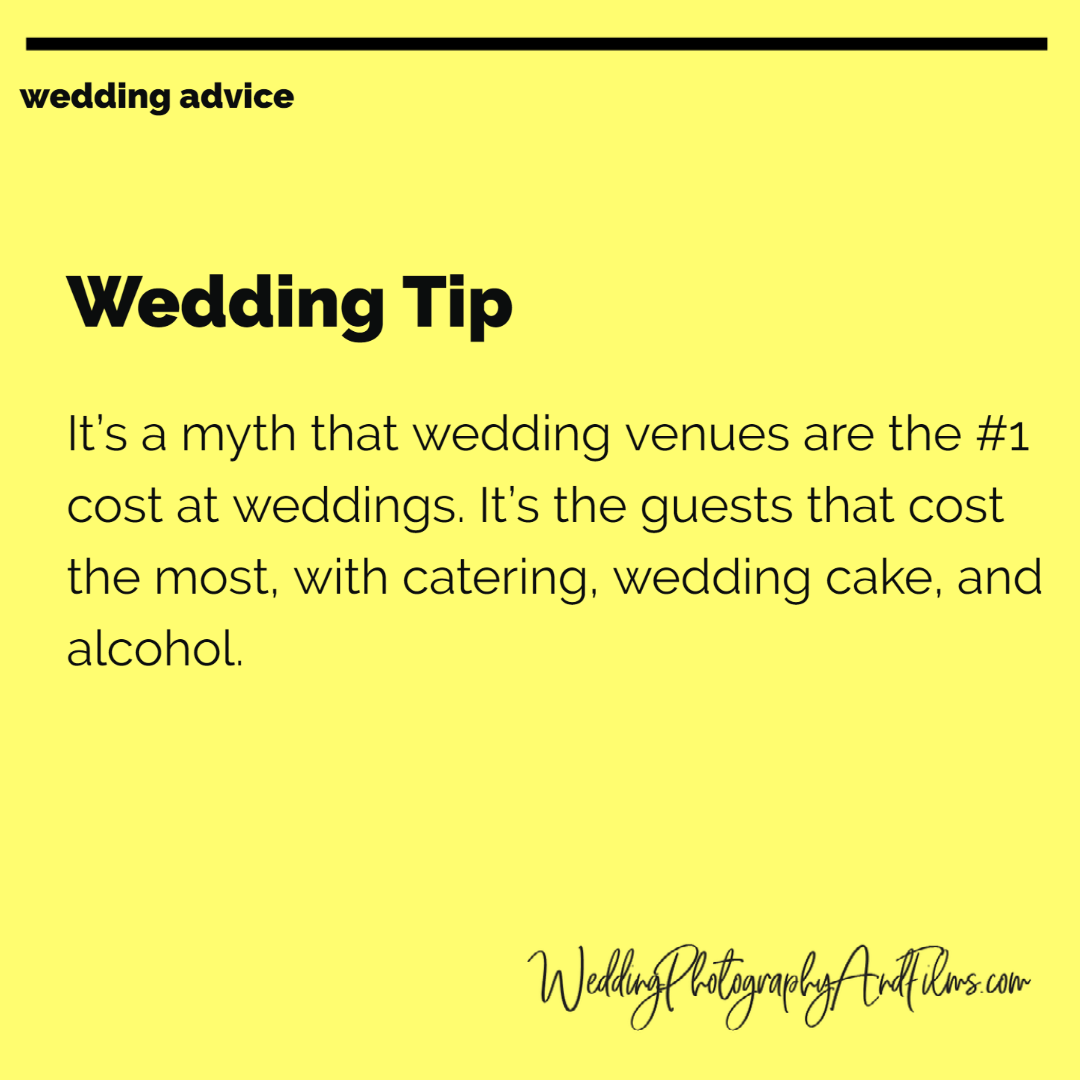 wedding advice
Wedding Tip
It’s a myth that wedding venues are the #1
cost at weddings. It’s the guests that cost
the most, with catering, wedding cake, and
alcohol.
WeddingPhotographyAndFilms.com